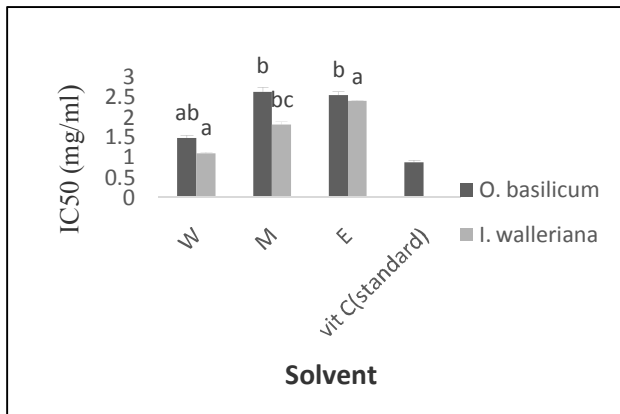 b
b
bc
a
ab
a
3
2.5
2
1.5
1
0.5
0
IC50 (mg/ml)
O. basilicum
I. walleriana
W
M
E
vit C(standard)
Solvent